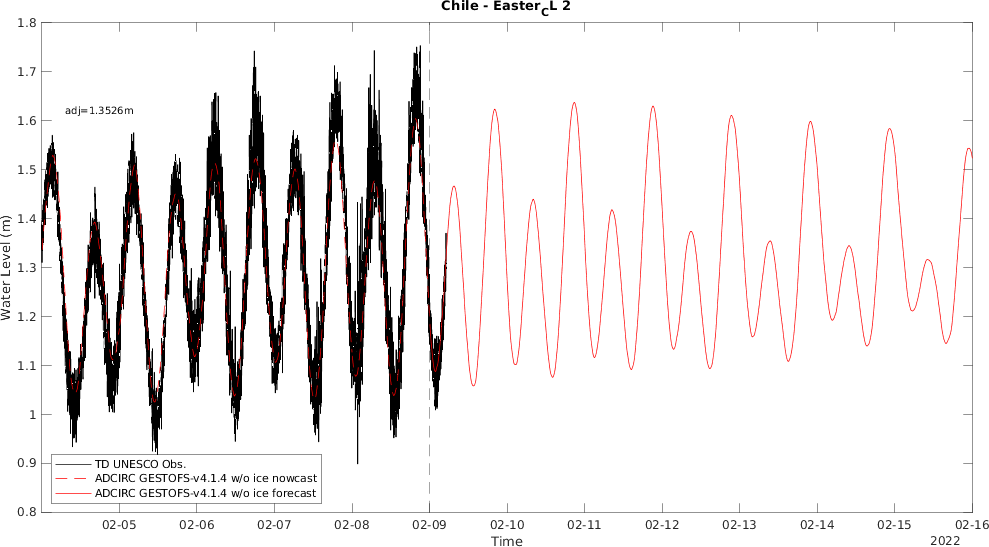 Chile - Easter_CL 2
1.8
1.7
1.6
1.5
1.4
1.3
1.2
1.1
1
0.9
0.8
Water Level (m)
adj=1.3526m
TD UNESCO Obs.
ADCIRC GESTOFS-v4.1.4 w/o ice nowcast
ADCIRC GESTOFS-v4.1.4 w/o ice forecast
02-05 02-06 02-07 02-08 02-09 02-10 02-11 02-12 02-13 02-14 02-15 02-16
Time
2022